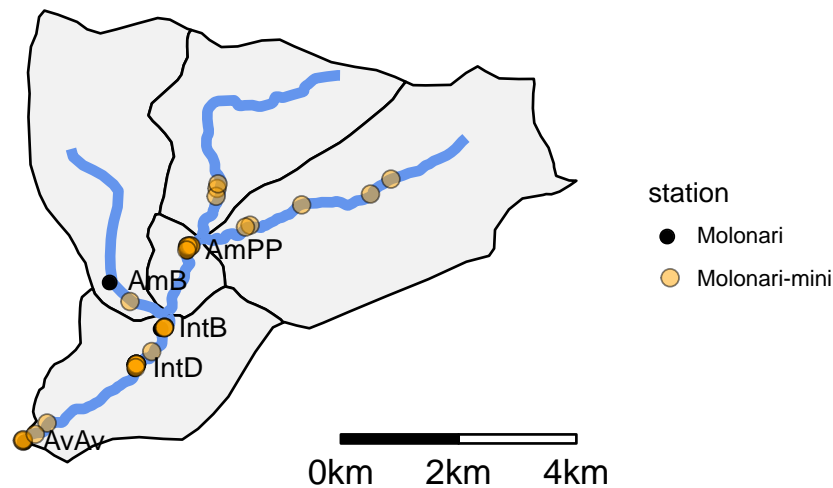 station
AmPP
Molonari
AmB
Molonari-mini
IntB
IntD
AvAv
0km 2km 4km